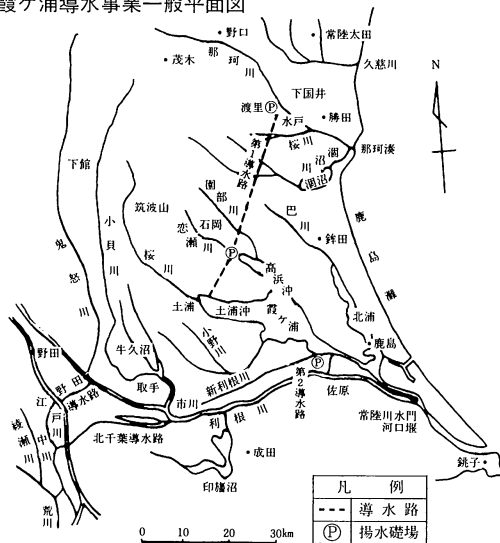 霞ケ浦導水事業一般平面図
野口
常陸太田
茂木
那珂川
久慈川
N
下国井
渡里
Ⓟ
水戸
勝田
桜川
那珂湊
涸沼川
涸沼
第1導水路
下館
園部川
巴川
鹿島灘
筑波山
石岡
恋瀬川
鉾田
小貝川
鬼怒川
桜川
Ⓟ
高浜沖
土浦
土浦沖
霞ケ浦
北浦
小野川
鹿島
野田
牛久沼
野田導水路
取手
新利根川
Ⓟ
第2導水路
江戸川
市川
佐原
利根川
常陸川水門
河口堰
綾瀬川
中川
北千葉導水路
成田
銚子
印旛沼
荒川
凡例
導水路
Ⓟ 揚水礎場
0 10 20 30km